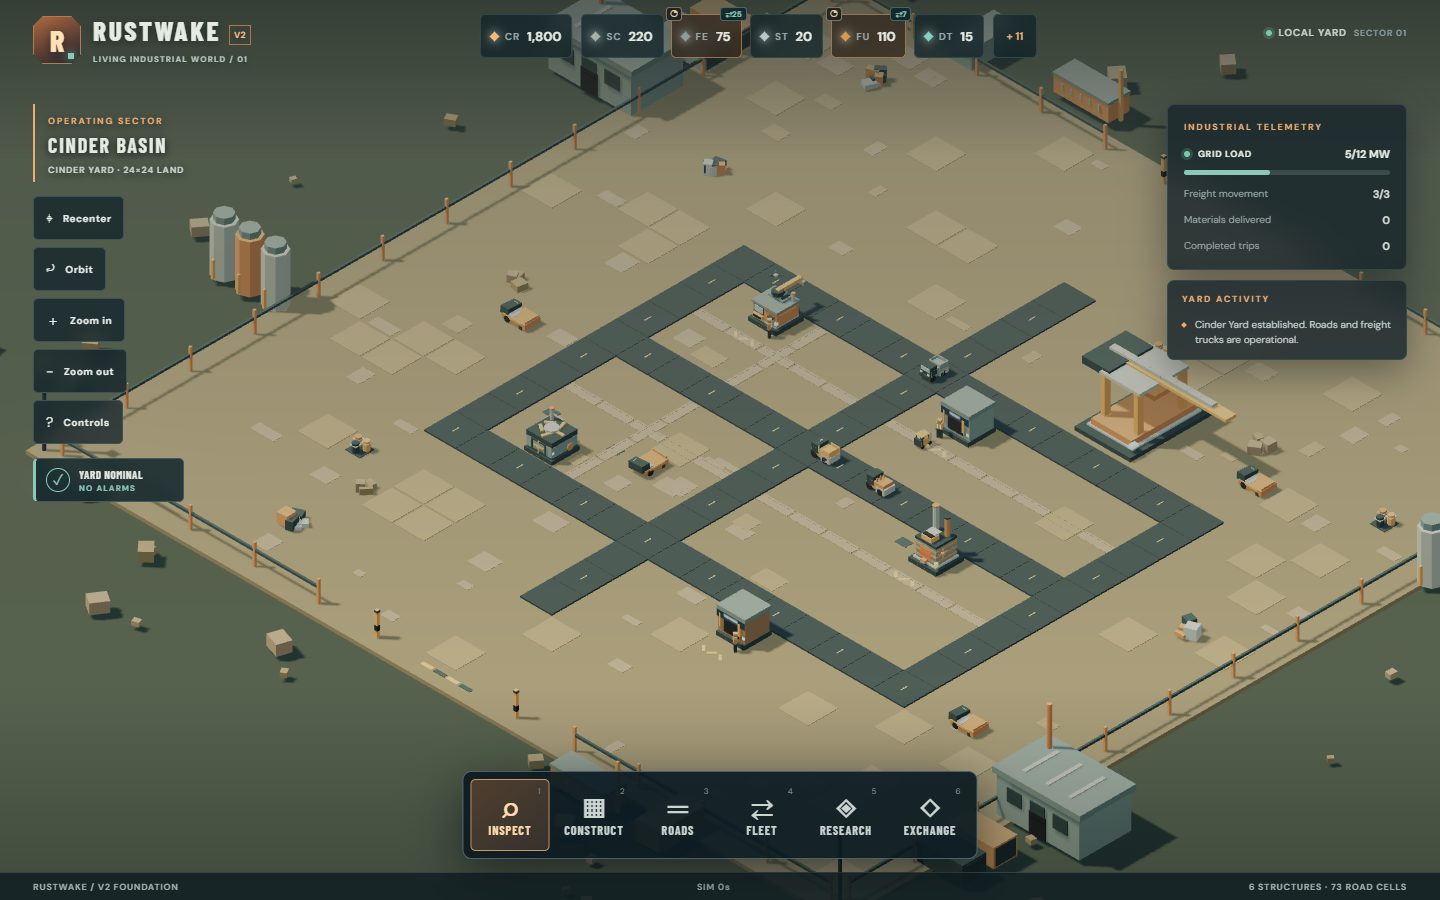 R
RUSTWAKE V2
LIVING INDUSTRIAL WORLD / 01
CR 1,800
SC 220
FE 75
⇄25
ST 20
FU 110
⇄7
DT 15
+11
LOCAL YARD SECTOR 01
OPERATING SECTOR
CINDER BASIN
CINDER YARD · 24×24 LAND
Recenter
Orbit
+ Zoom in
− Zoom out
? Controls
YARD NOMINAL
NO ALARMS
INDUSTRIAL TELEMETRY
GRID LOAD 5/12 MW
Freight movement 3/3
Materials delivered 0
Completed trips 0
YARD ACTIVITY
Cinder Yard established. Roads and freight
trucks are operational.
1 INSPECT
2 CONSTRUCT
3 ROADS
4 FLEET
5 RESEARCH
6 EXCHANGE
RUSTWAKE / V2 FOUNDATION
SIM 0s
6 STRUCTURES · 73 ROAD CELLS